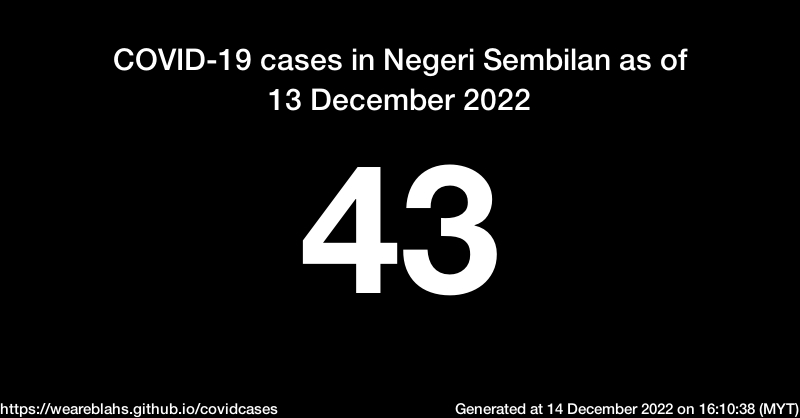 COVID-19 cases in Negeri Sembilan as of
13 December 2022
43
https://weareblahs.github.io/covidcases
Generated at 14 December 2022 on 16:10:38 (MYT)